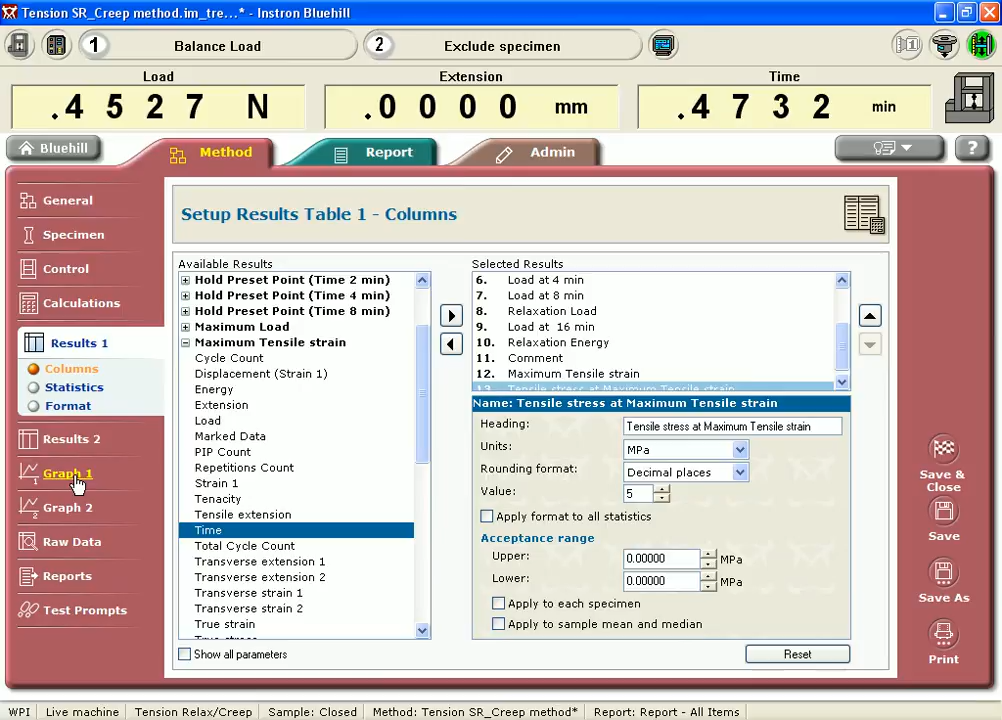 Tension SR_Creep method.im_tre...* - Instron Bluehill
1 Balance Load
2 Exclude specimen
Load
.4527 N
Extension
.0000 mm
Time
.4732 min
Bluehill
Method
Report
Admin
?
General
Specimen
Control
Calculations
Results 1
Columns
Statistics
Format
Results 2
Graph 1
Graph 2
Raw Data
Reports
Test Prompts
Setup Results Table 1 - Columns
Available Results
Hold Preset Point (Time 2 min)
Hold Preset Point (Time 4 min)
Hold Preset Point (Time 8 min)
Maximum Load
Maximum Tensile strain
Cycle Count
Displacement (Strain 1)
Energy
Extension
Load
Marked Data
PIP Count
Repetitions Count
Strain 1
Tenacity
Tensile extension
Time
Total Cycle Count
Transverse extension 1
Transverse extension 2
Transverse strain 1
Transverse strain 2
True strain
True stress
Show all parameters
Selected Results
6. Load at 4 min
7. Load at 8 min
8. Relaxation Load
9. Load at  16 min
10. Relaxation Energy
11. Comment
12. Maximum Tensile strain
13. Tensile stress at Maximum Tensile strain
Name: Tensile stress at Maximum Tensile strain
Heading: Tensile stress at Maximum Tensile strain
Units: MPa
Rounding format: Decimal places
Value: 5
Apply format to all statistics
Acceptance range
Upper: 0.00000 MPa
Lower: 0.00000 MPa
Apply to each specimen
Apply to sample mean and median
Reset
Save &
Close
Save
Save As
Print
WPI
Live machine
Tension Relax/Creep
Sample: Closed
Method: Tension SR_Creep method*
Report: Report - All Items